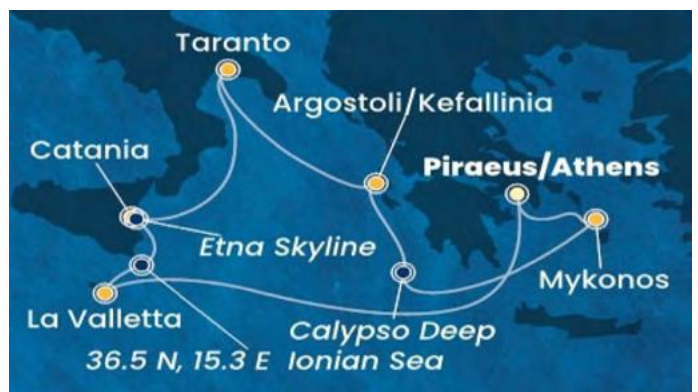 Taranto
Argostoli/Kefallinia
Catania
Piraeus/Athens
Etna Skyline
Mykonos
La Valletta
Calypso Deep
36.5 N, 15.3 E Ionian Sea